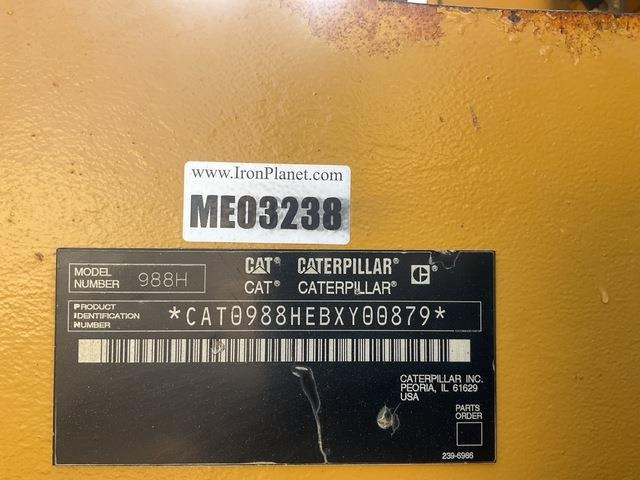 www.IronPlanet.com
ME03238
MODEL NUMBER 988H
CAT® CATERPILLAR® C
CAT® CATERPILLAR®
PRODUCT IDENTIFICATION NUMBER *CAT0988HEBXY00879*
CATERPILLAR INC.
PEORIA, IL 61629
USA
PARTS ORDER
239-6986